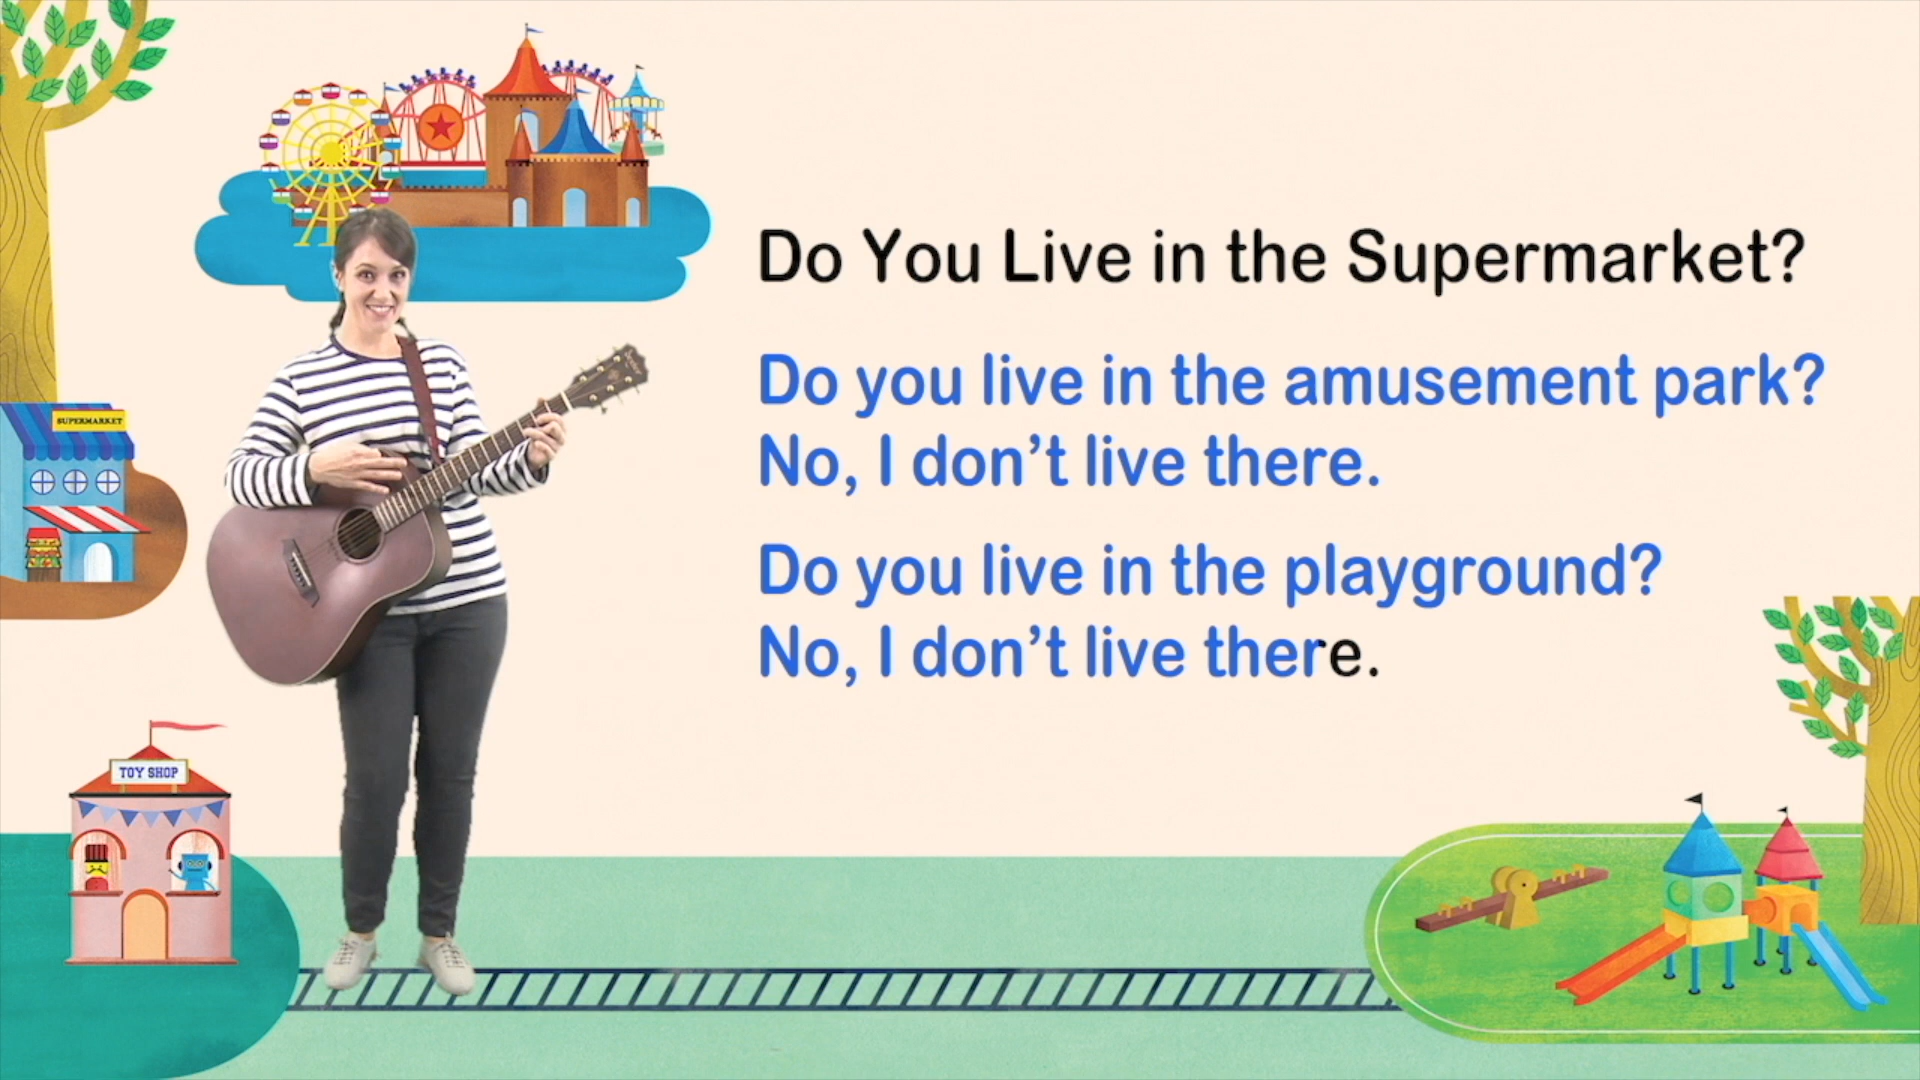 Do You Live in the Supermarket?
Do you live in the amusement park?
No, I don't live there.
Do you live in the playground?
No, I don't live there.
SUPERMARKET
TOY SHOP